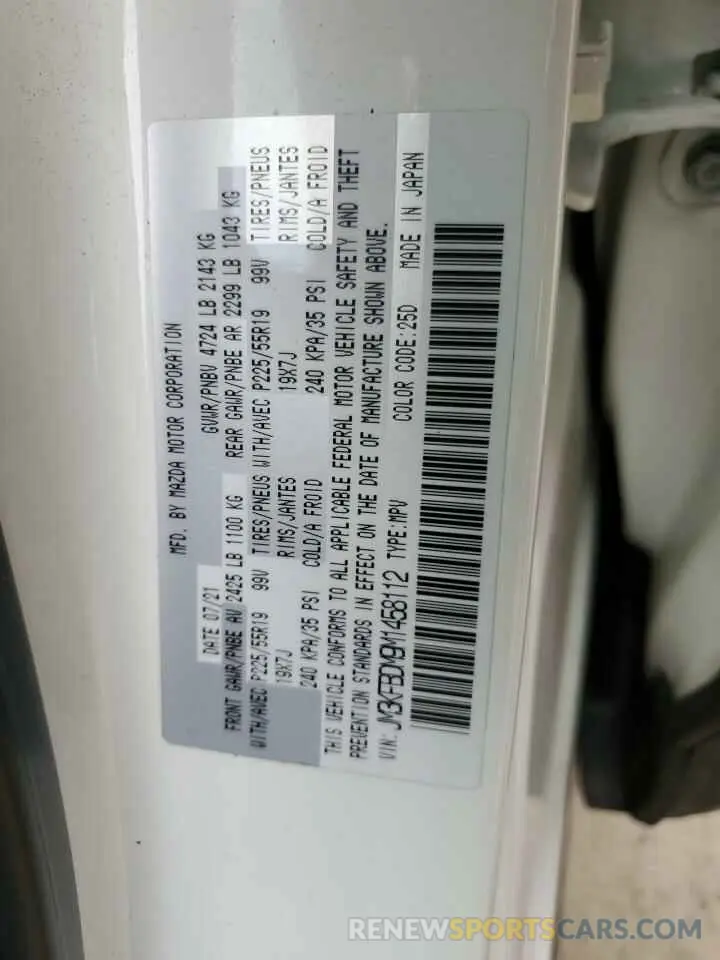 MFD. BY MAZDA MOTOR CORPORATION
DATE 07/21 GVWR/PNBV 4724 LB 2143 KG
FRONT GAWR/PNBE AV 2425 LB 1100 KG REAR GAWR/PNBE AR 2299 LB 1043 KG
WITH/AVEC P225/55R19 99V TIRES/PNEUS WITH/AVEC P225/55R19 99V TIRES/PNEUS
19X7J RIMS/JANTES 19X7J RIMS/JANTES
240 KPA/35 PSI COLD/A FROID 240 KPA/35 PSI COLD/A FROID
THIS VEHICLE CONFORMS TO ALL APPLICABLE FEDERAL MOTOR VEHICLE SAFETY AND THEFT
PREVENTION STANDARDS IN EFFECT ON THE DATE OF MANUFACTURE SHOWN ABOVE.
VIN: JM3KFBDM9M1458112 TYPE:MPV COLOR CODE:25D MADE IN JAPAN
RENEWSPORTSCARS.COM